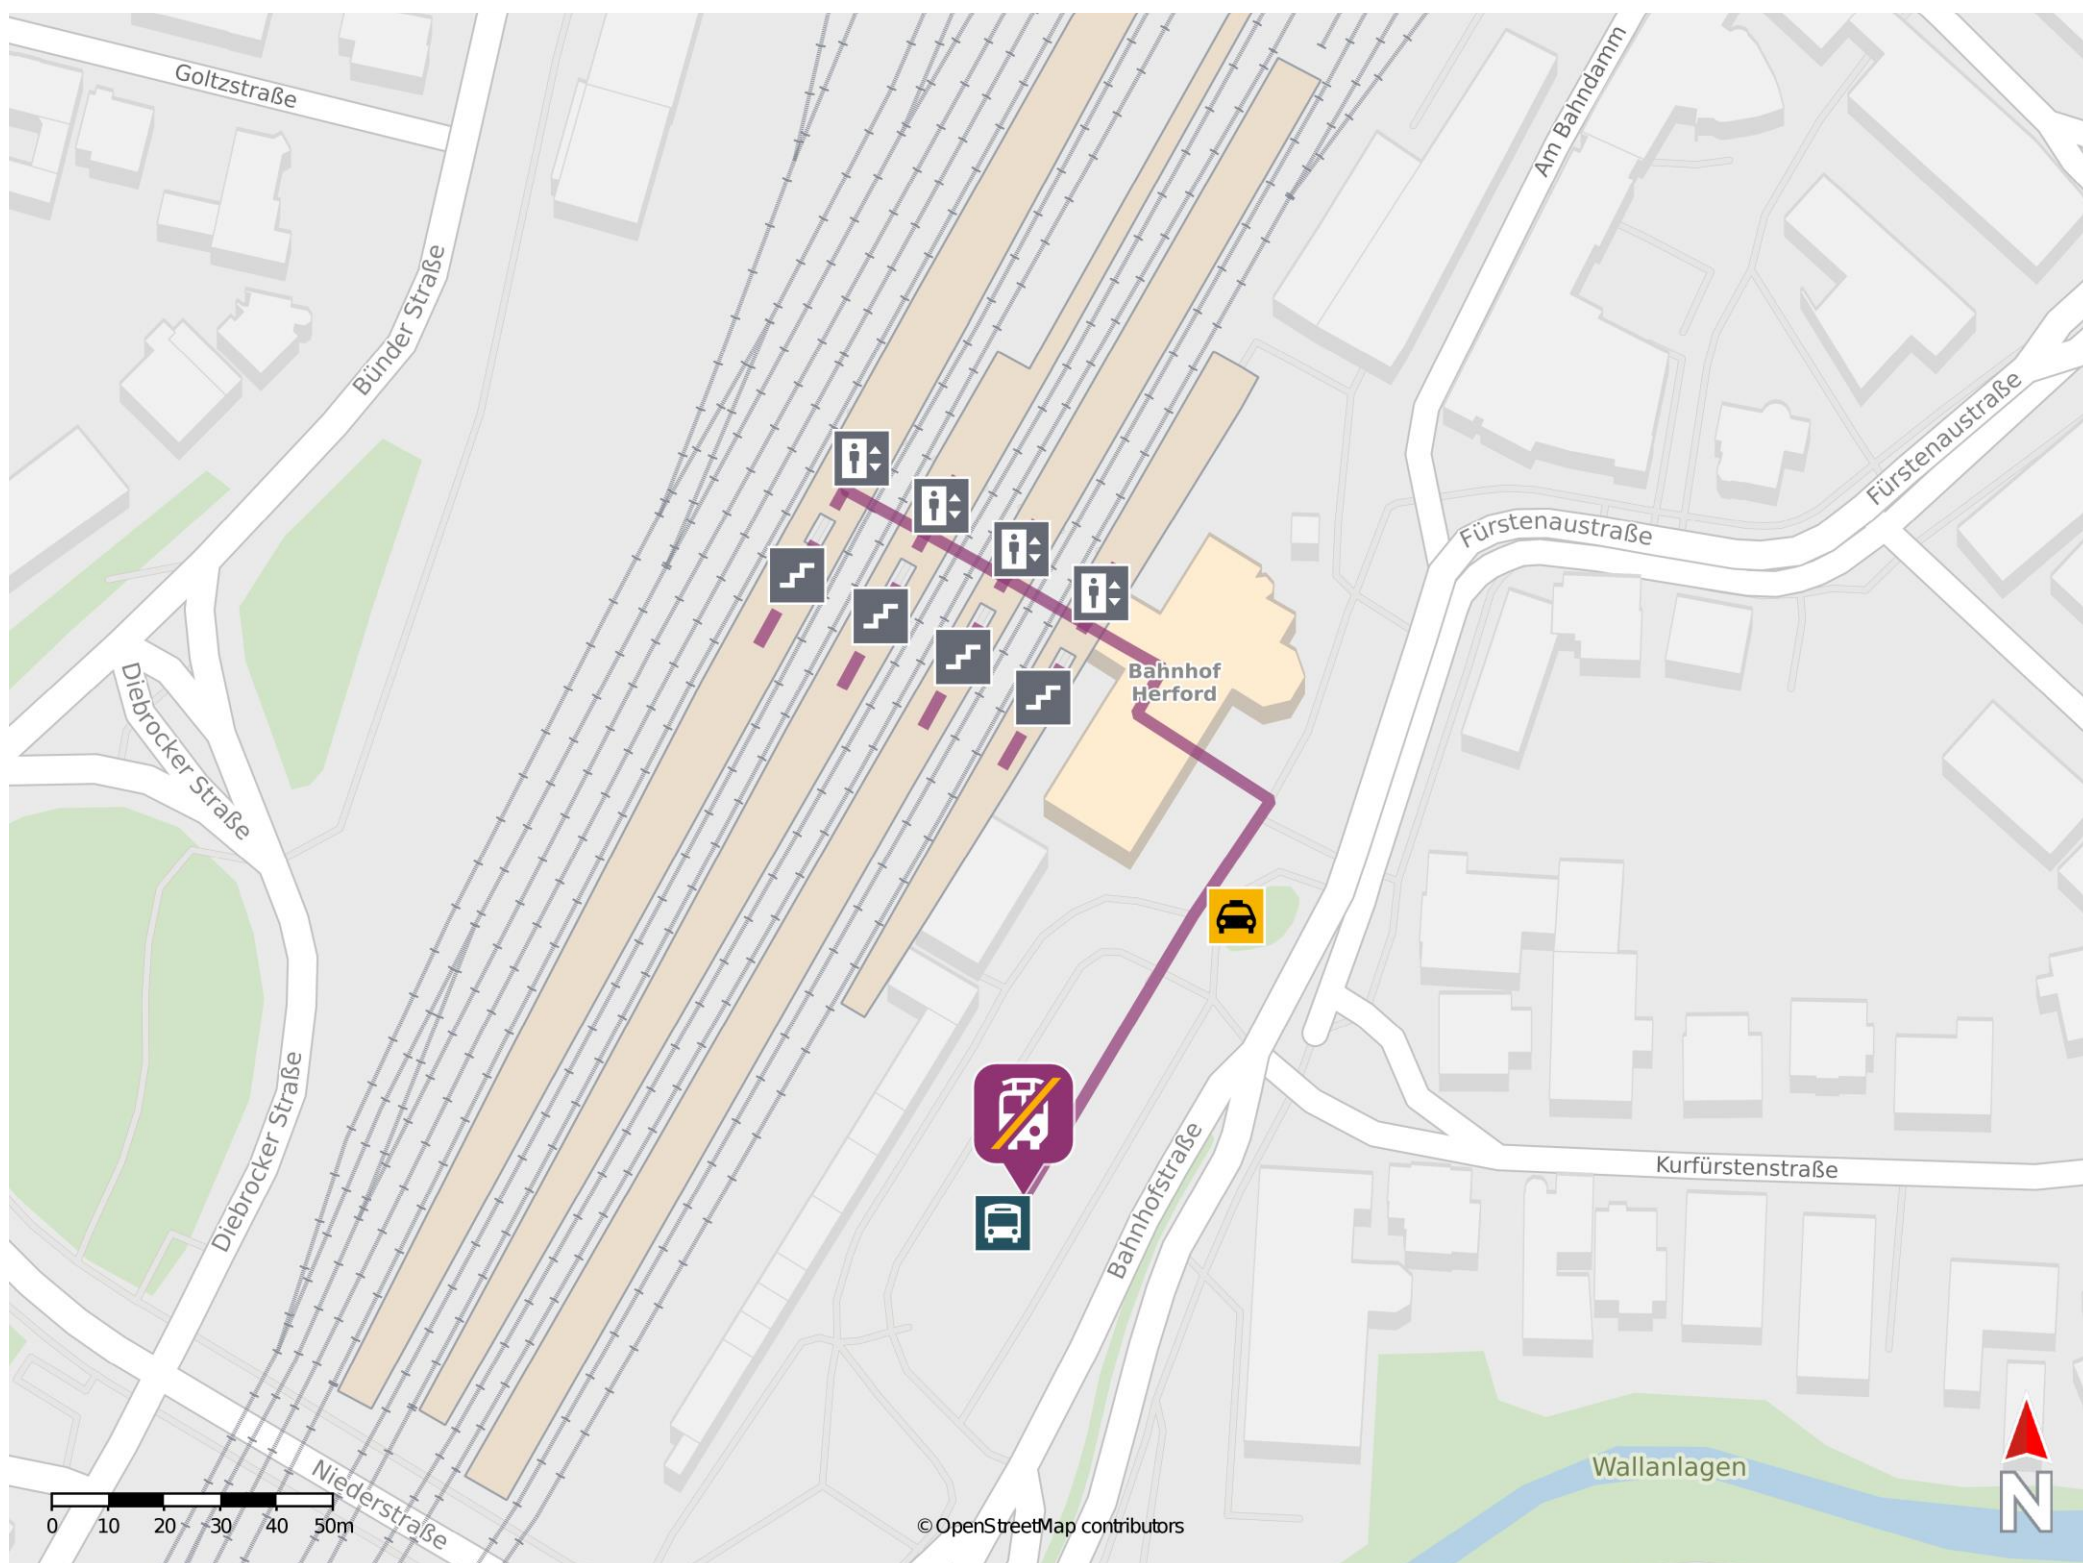 Goltzstraße
Am Bahndamm
Bünder Straße
Fürstenaustraße
Fürstenaustraße
Bahnhof
Herford
Diebrocker Straße
Diebrocker Straße
Bahnhofstraße
Kurfürstenstraße
Wallanlagen
Niederstraße
N
0 10 20 30 40 50m
© OpenStreetMap contributors